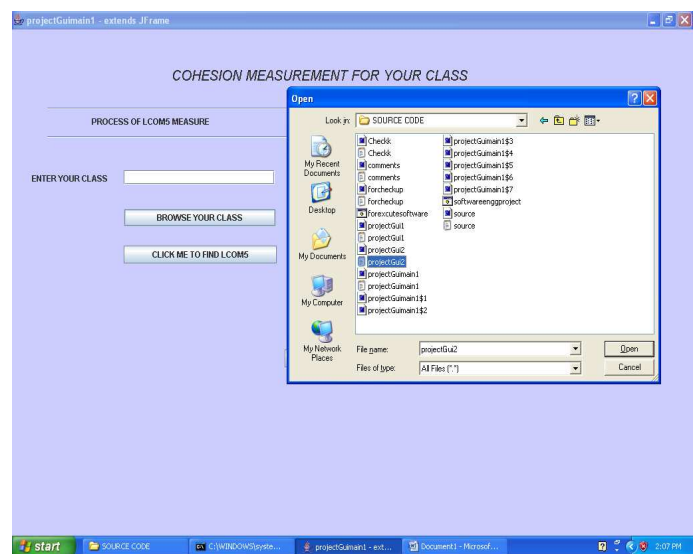 projectGuimain1 - extends JFrame
COHESION MEASUREMENT FOR YOUR CLASS
PROCESS OF LCOM5 MEASURE
ENTER YOUR CLASS
BROWSE YOUR CLASS
CLICK ME TO FIND LCOM5
Open
Look in:
SOURCE CODE
My Recent
Documents
Desktop
My Documents
My Computer
My Network
Places
Checkk
Checkk
comments
comments
forcheckup
forcheckup
forexcutesoftware
projectGui1
projectGui1
projectGui2
projectGui2
projectGuimain1
projectGuimain1
projectGuimain1$1
projectGuimain1$2
projectGuimain1$3
projectGuimain1$4
projectGuimain1$5
projectGuimain1$6
projectGuimain1$7
softwareenggproject
source
source
File name:
projectGui2
Open
Files of type:
All Files (*.*)
Cancel
start
SOURCE CODE
C:\WINDOWS\syste...
projectGuimain1 - ext...
Document1 - Microsof...
2:07 PM